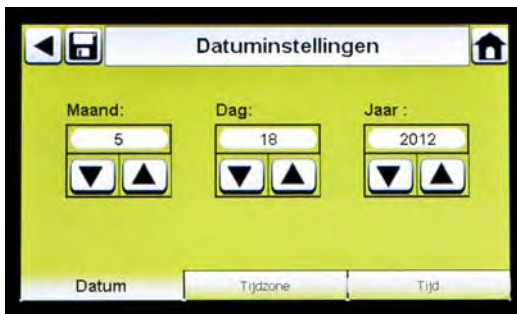 Datuminstellingen
Maand: Dag: Jaar :
5 18 2012
Datum Tijdzone Tijd